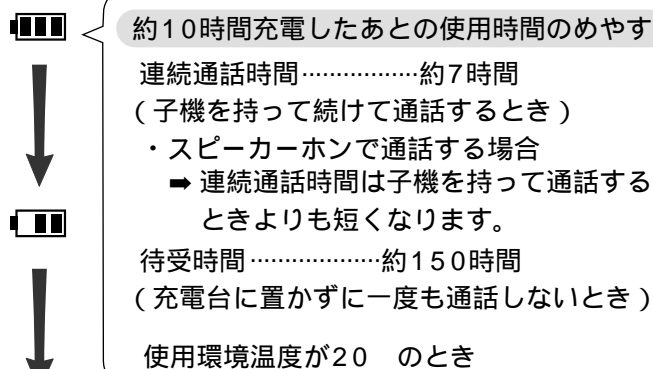 約10時間充電したあとの使用時間のめやす
連続通話時間………………約7時間
（子機を持って続けて通話するとき）
・スピーカーホンで通話する場合
➡ 連続通話時間は子機を持って通話する
ときよりも短くなります。
待受時間…………………約150時間
（充電台に置かずに一度も通話しないとき）
使用環境温度が20　のとき